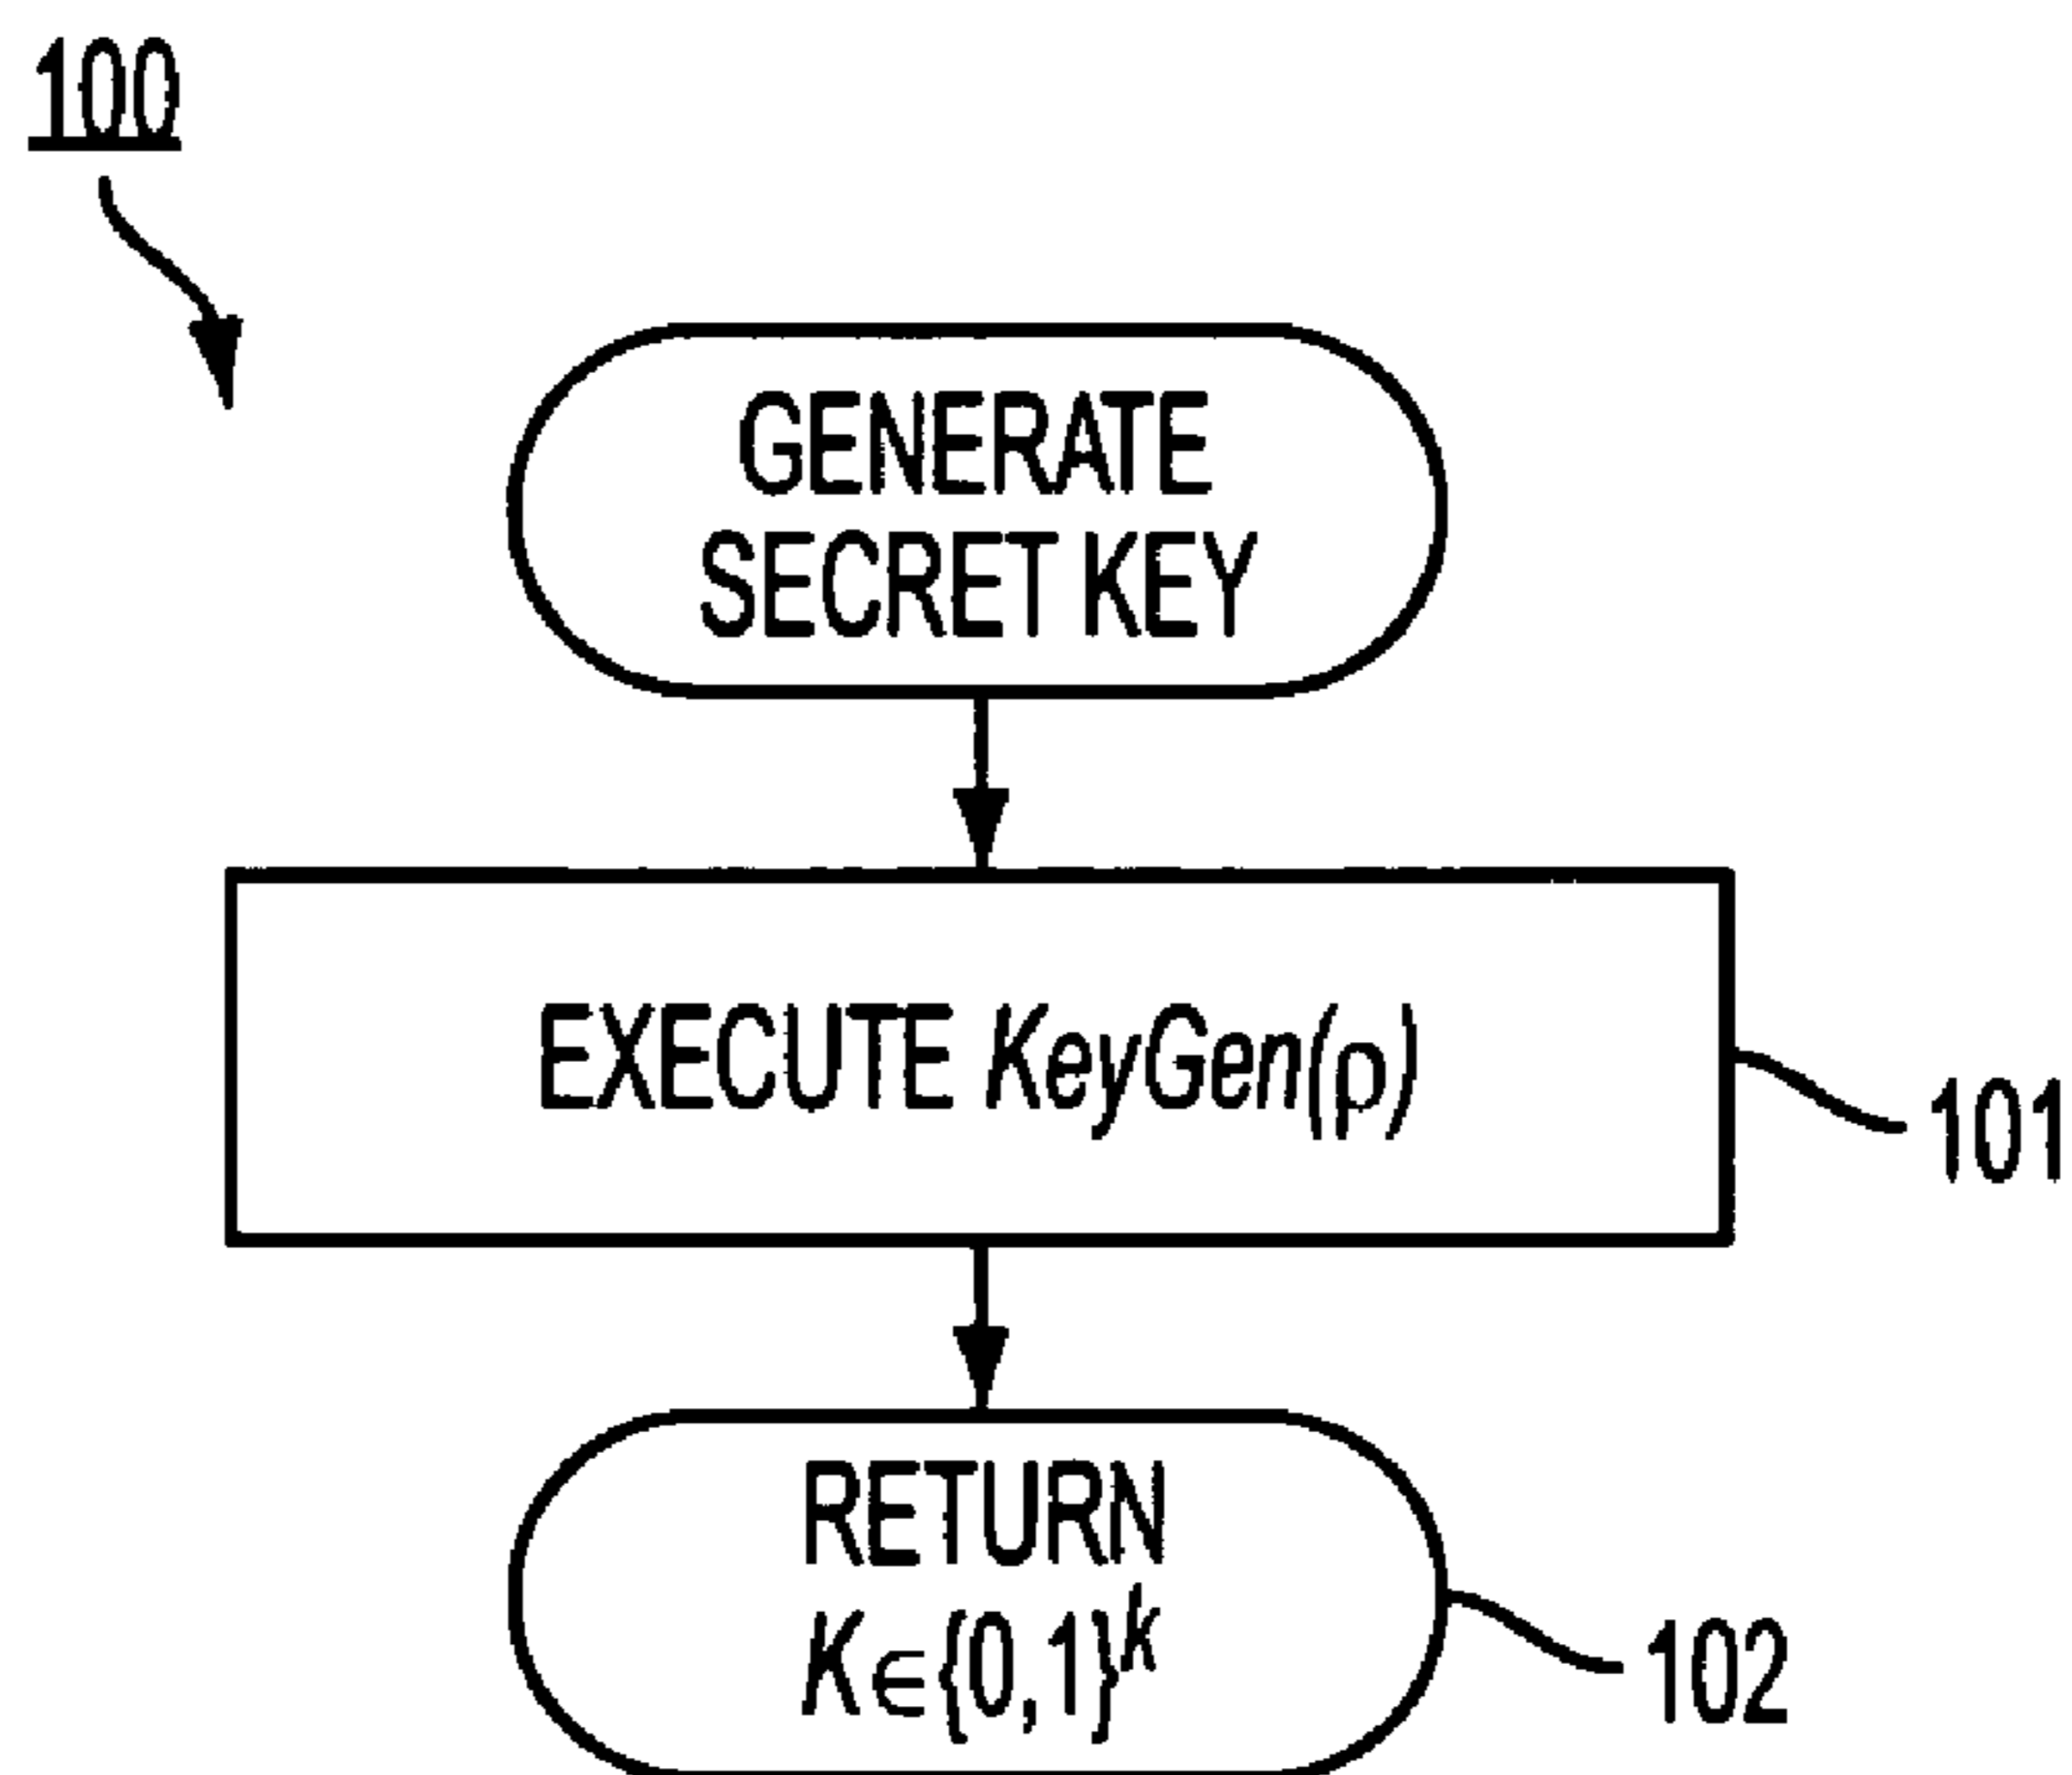 100
GENERATE
SECRET KEY
EXECUTE KeyGen(ρ)
101
RETURN
K∈{0,1}^k
102